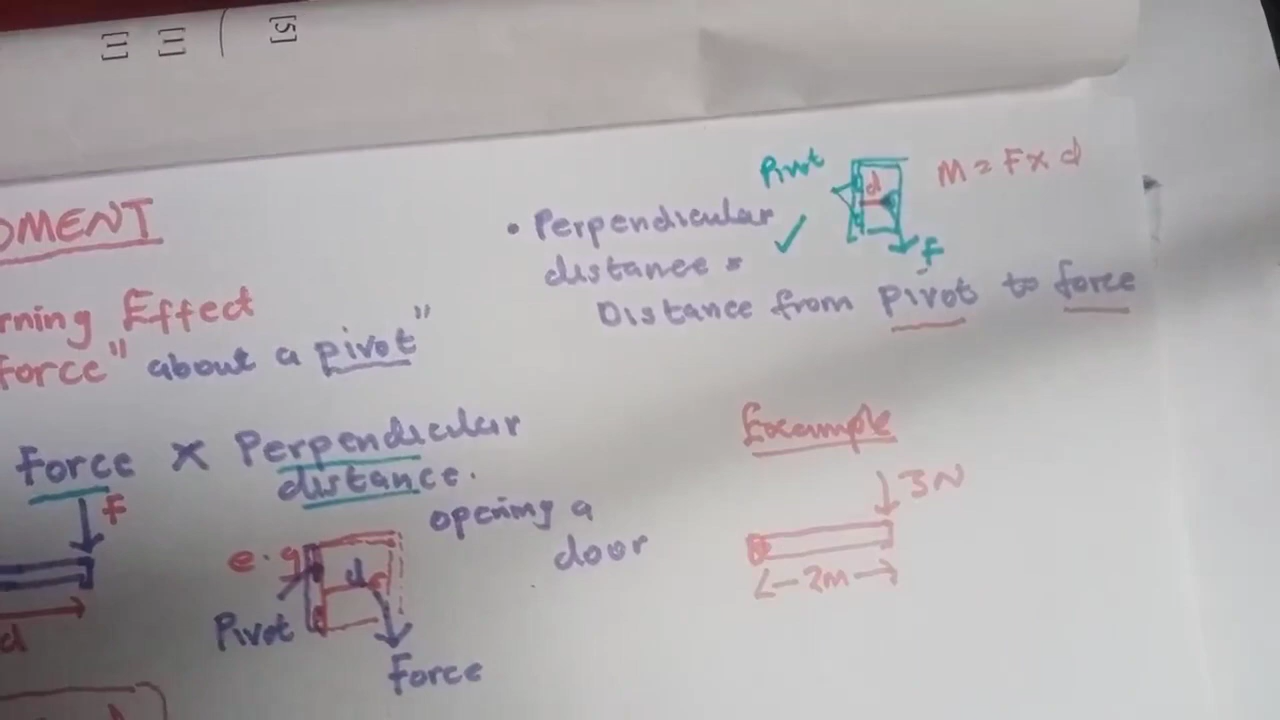 [5]
OMENT
rning Effect
force" about a pivot"
Force × Perpendicular
distance.
F
d
e.g
opening a
door
d
Pivot
Force
Pivot
d
F
M = F × d
• Perpendicular
distance =
Distance from pivot to force
Example
3N
2m